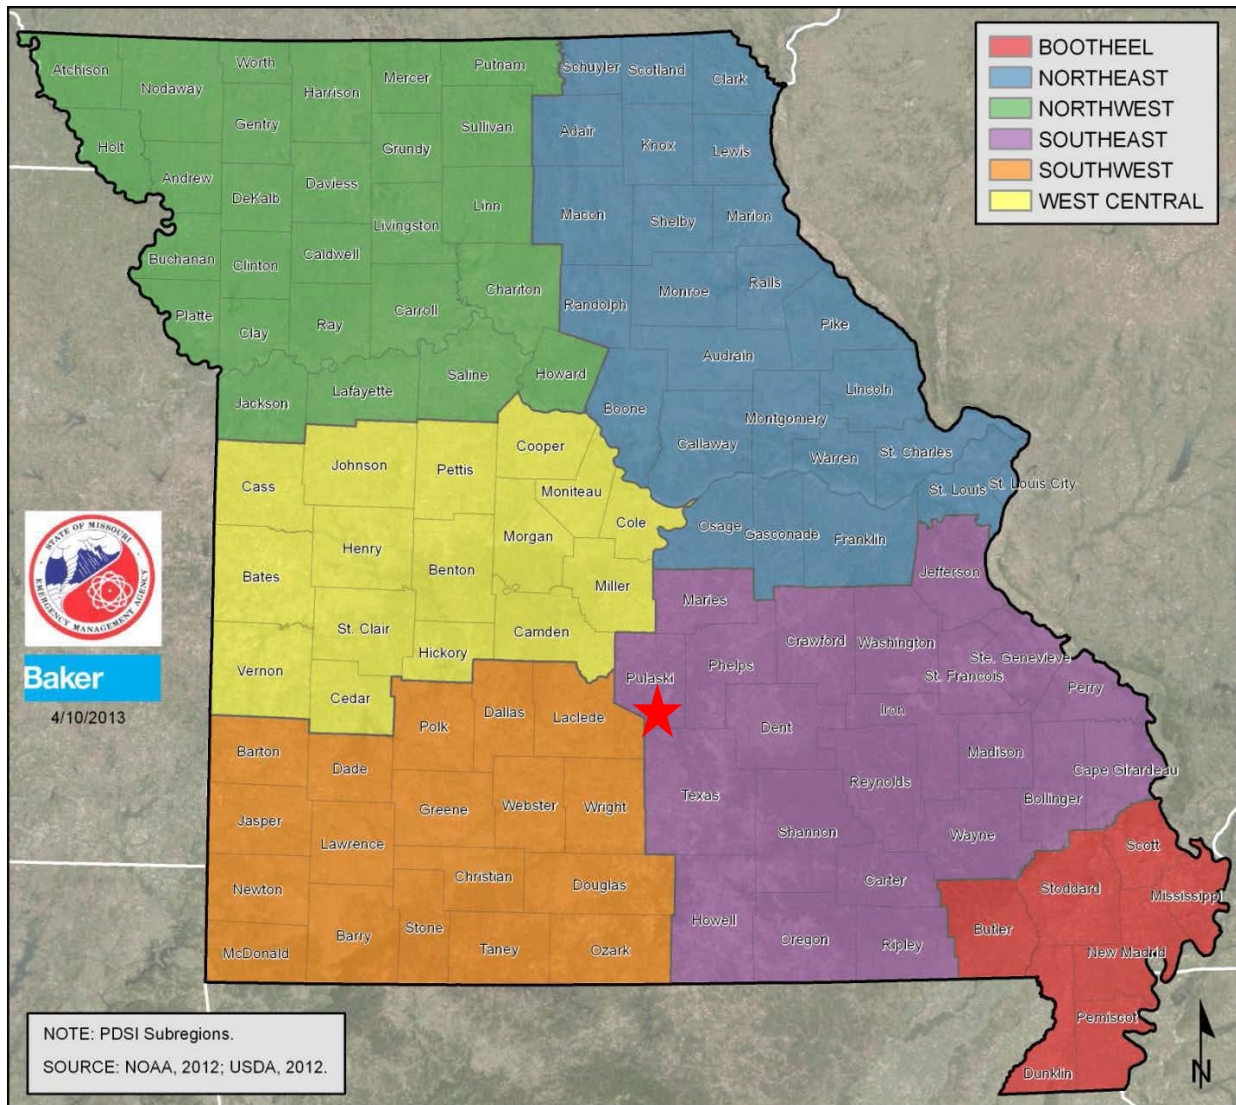 BOOTHEEL
NORTHEAST
NORTHWEST
SOUTHEAST
SOUTHWEST
WEST CENTRAL
Atchison
Nodaway
Worth
Harrison
Mercer
Putnam
Schuyler
Scotland
Clark
Holt
Gentry
Sullivan
Adair
Knox
Lewis
Andrew
DeKalb
Daviess
Grundy
Linn
Macon
Shelby
Marion
Livingston
Buchanan
Clinton
Caldwell
Chariton
Randolph
Monroe
Ralls
Platte
Clay
Ray
Carroll
Pike
Audrain
Jackson
Lafayette
Saline
Howard
Boone
Lincoln
Montgomery
Callaway
Warren
St. Charles
St. Louis
St. Louis City
Cass
Johnson
Pettis
Cooper
Moniteau
Cole
Osage
Gasconade
Franklin
Henry
Morgan
Bates
Benton
Miller
Jefferson
Maries
St. Clair
Camden
Crawford
Washington
Ste. Genevieve
Vernon
Hickory
Pulaski
Phelps
St. Francois
Perry
Cedar
Polk
Dallas
Laclede
Dent
Iron
Barton
Dade
Madison
Cape Girardeau
Greene
Webster
Wright
Texas
Reynolds
Bollinger
Jasper
Lawrence
Shannon
Wayne
Scott
Newton
Christian
Douglas
Carter
Stoddard
Mississippi
McDonald
Barry
Stone
Taney
Ozark
Howell
Oregon
Ripley
Butler
New Madrid
Pemiscot
Dunklin
STATE OF MISSOURI
EMERGENCY MANAGEMENT AGENCY
Baker
4/10/2013
NOTE: PDSI Subregions.
SOURCE: NOAA, 2012; USDA, 2012.
N